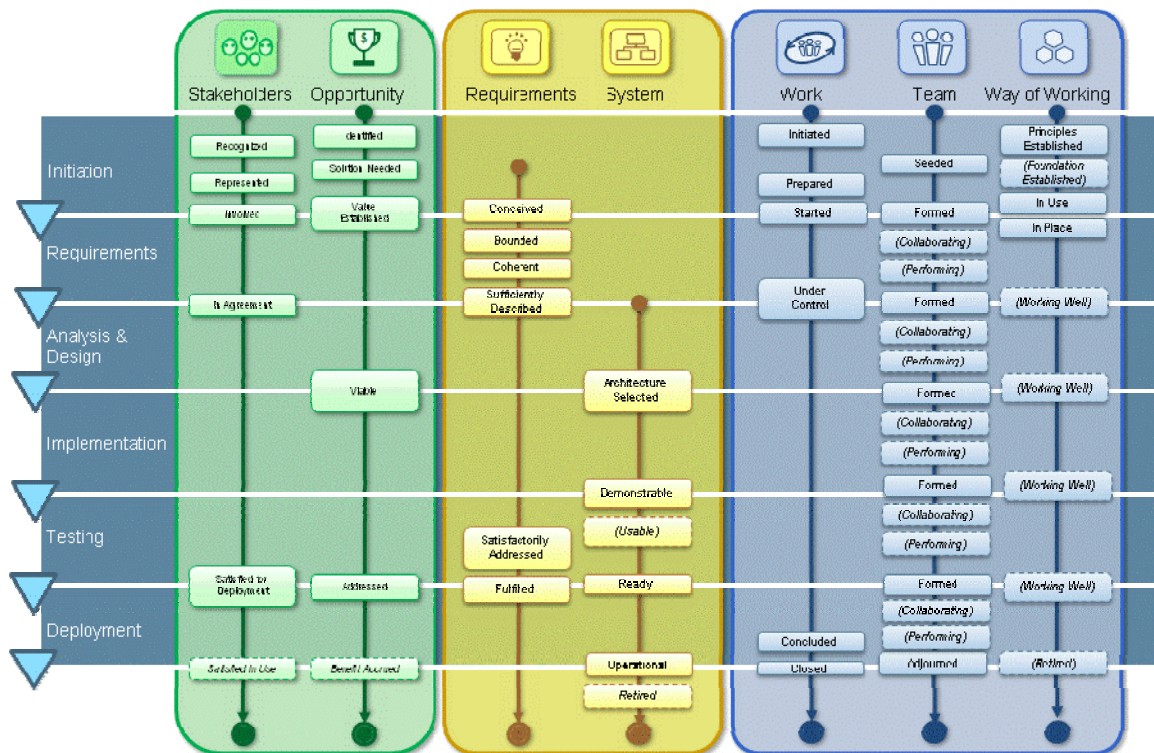 Stakeholders
Opportunity
Requirements
System
Work
Team
Way of Working
Initiation
Requirements
Analysis &
Design
Implementation
Testing
Deployment
Recognized
Represented
Involved
In Agreement
Satisfied for
Deployment
Satisfied in Use
Identified
Solution Needed
Value
Established
Viable
Addressed
Benefit Accrued
Conceived
Bounded
Coherent
Sufficiently
Described
Satisfactorily
Addressed
Fulfilled
Architecture
Selected
Demonstrable
(Usable)
Ready
Operational
(Retired)
Initiated
Prepared
Started
Under
Control
Concluded
Closed
Seeded
Formed
(Collaborating)
(Performing)
Formed
(Collaborating)
(Performing)
Formed
(Collaborating)
(Performing)
Formed
(Collaborating)
(Performing)
Formed
(Collaborating)
(Performing)
Adjourned
Principles
Established
(Foundation
Established)
In Use
In Place
(Working Well)
(Working Well)
(Working Well)
(Working Well)
(Retired)